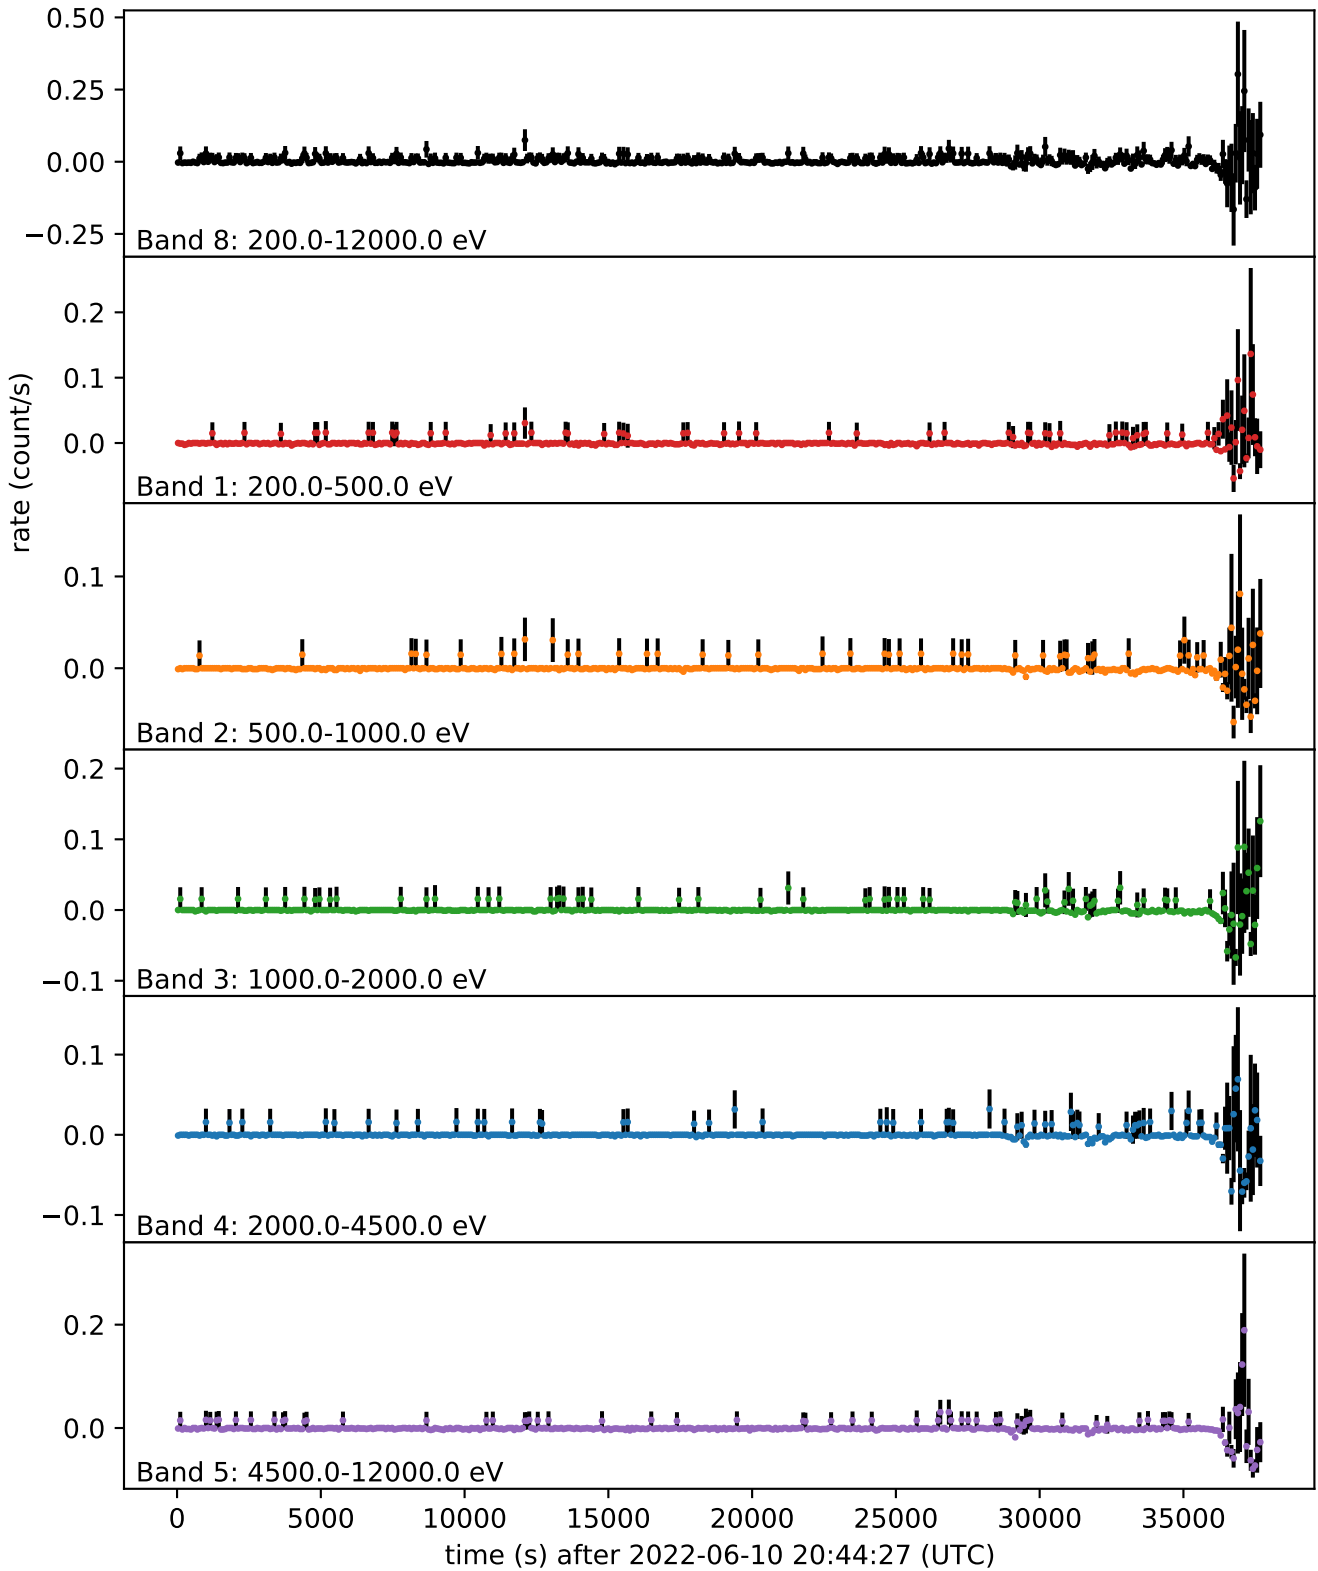 0.50
0.25
0.00
−0.25
Band 8: 200.0-12000.0 eV
0.2
0.1
0.0
Band 1: 200.0-500.0 eV
rate (count/s)
0.1
0.0
Band 2: 500.0-1000.0 eV
0.2
0.1
0.0
−0.1
Band 3: 1000.0-2000.0 eV
0.1
0.0
−0.1
Band 4: 2000.0-4500.0 eV
0.2
0.0
Band 5: 4500.0-12000.0 eV
0 5000 10000 15000 20000 25000 30000 35000
time (s) after 2022-06-10 20:44:27 (UTC)